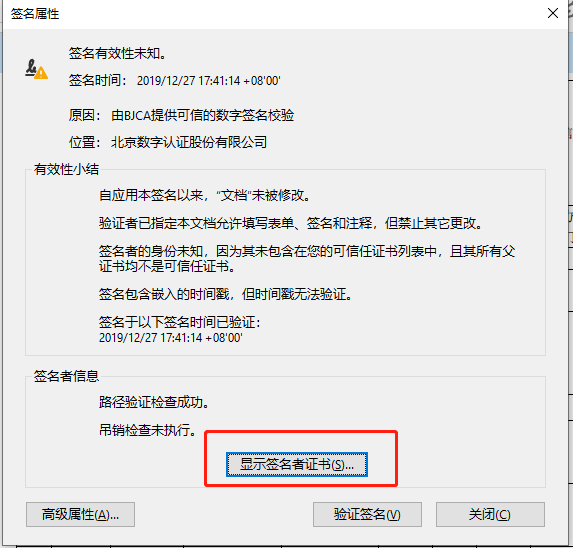 签名属性
签名有效性未知。
签名时间： 2019/12/27 17:41:14 +08'00'
原因： 由BJCA提供可信的数字签名校验
位置： 北京数字认证股份有限公司
有效性小结
自应用本签名以来，“文档”未被修改。
验证者已指定本文档允许填写表单、签名和注释，但禁止其它更改。
签名者的身份未知，因为其未包含在您的可信任证书列表中，且其所有父
证书均不是可信任证书。
签名包含嵌入的时间戳，但时间戳无法验证。
签名于以下签名时间已验证：
2019/12/27 17:41:14 +08'00'
签名者信息
路径验证检查成功。
吊销检查未执行。
显示签名者证书(S)...
高级属性(A)... 验证签名(V) 关闭(C)